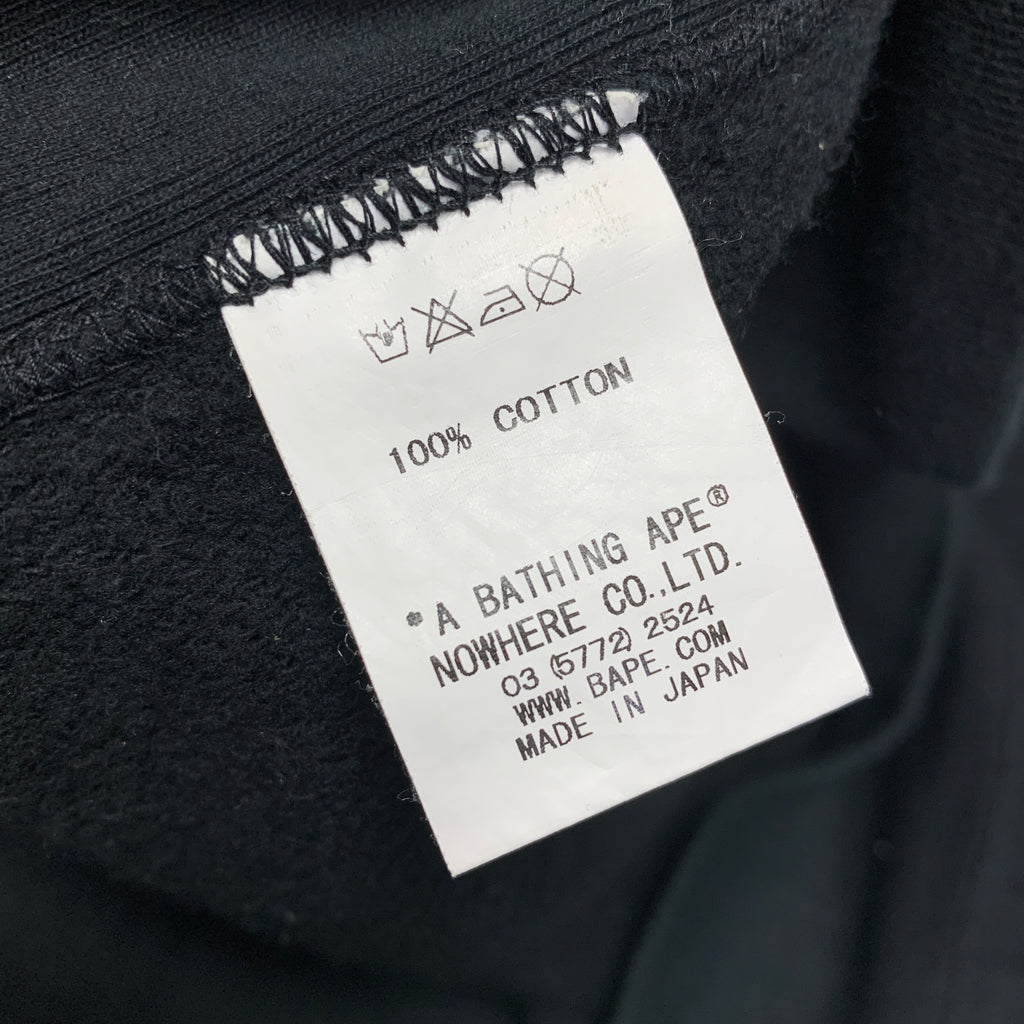 100% COTTON
*A BATHING APE®
NOWHERE CO.,LTD.
03 (5772) 2524
WWW.BAPE.COM
MADE IN JAPAN